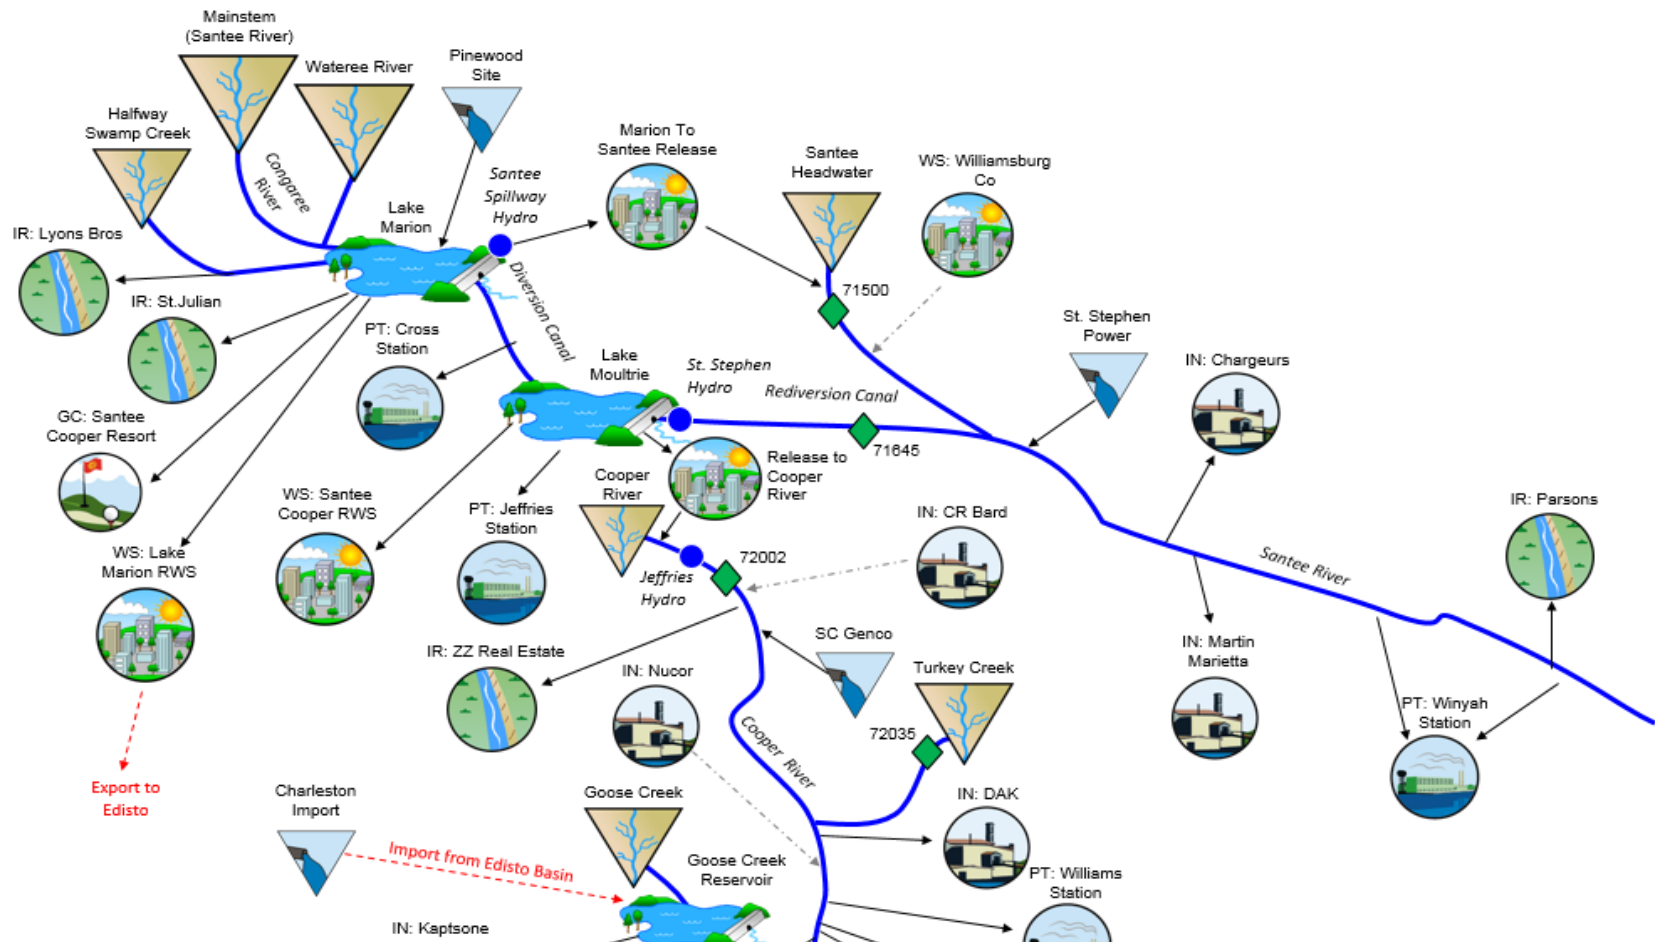 Mainstem
(Santee River)
Wateree River
Pinewood
Site
Halfway
Swamp Creek
Congaree
River
Marion To
Santee Release
Santee
Headwater
WS: Williamsburg
Co
Santee
Spillway
Hydro
Lake
Marion
IR: Lyons Bros
IR: St.Julian
Diversion Canal
71500
PT: Cross
Station
St. Stephen
Power
Lake
Moultrie
St. Stephen
Hydro
Rediversion Canal
IN: Chargeurs
GC: Santee
Cooper Resort
71645
Release to
Cooper
River
Cooper
River
WS: Santee
Cooper RWS
PT: Jeffries
Station
IN: CR Bard
IR: Parsons
WS: Lake
Marion RWS
72002
Jeffries
Hydro
Santee River
IR: ZZ Real Estate
SC Genco
IN: Martin
Marietta
IN: Nucor
Turkey Creek
PT: Winyah
Station
72035
Cooper River
Export to
Edisto
Charleston
Import
Goose Creek
IN: DAK
Import from Edisto Basin
Goose Creek
Reservoir
PT: Williams
Station
IN: Kaptsone